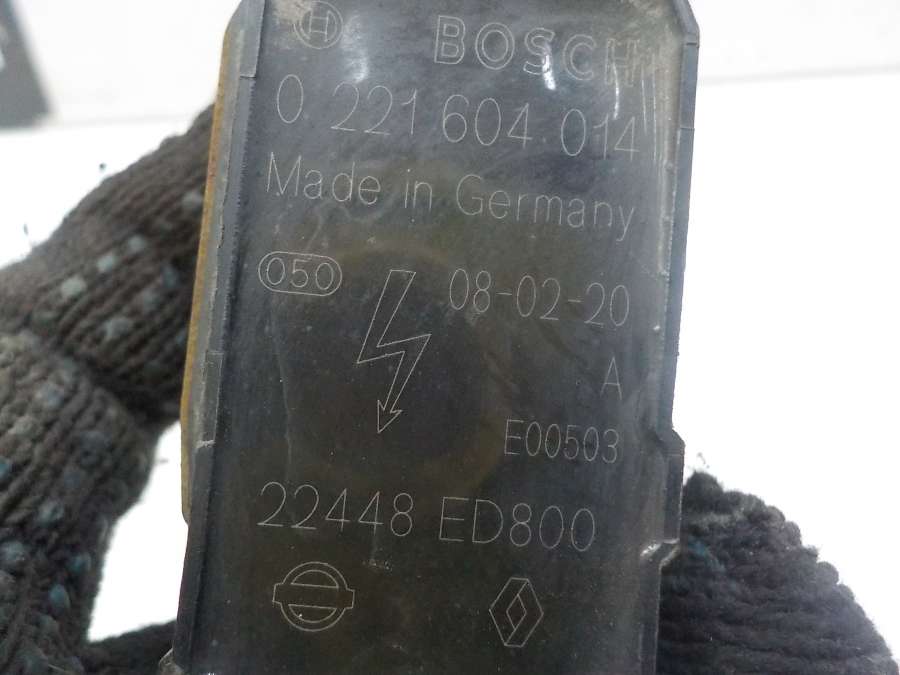 BOSCH
0 221 604 014
Made in Germany
050
08-02-20
A
E00503
22448 ED800